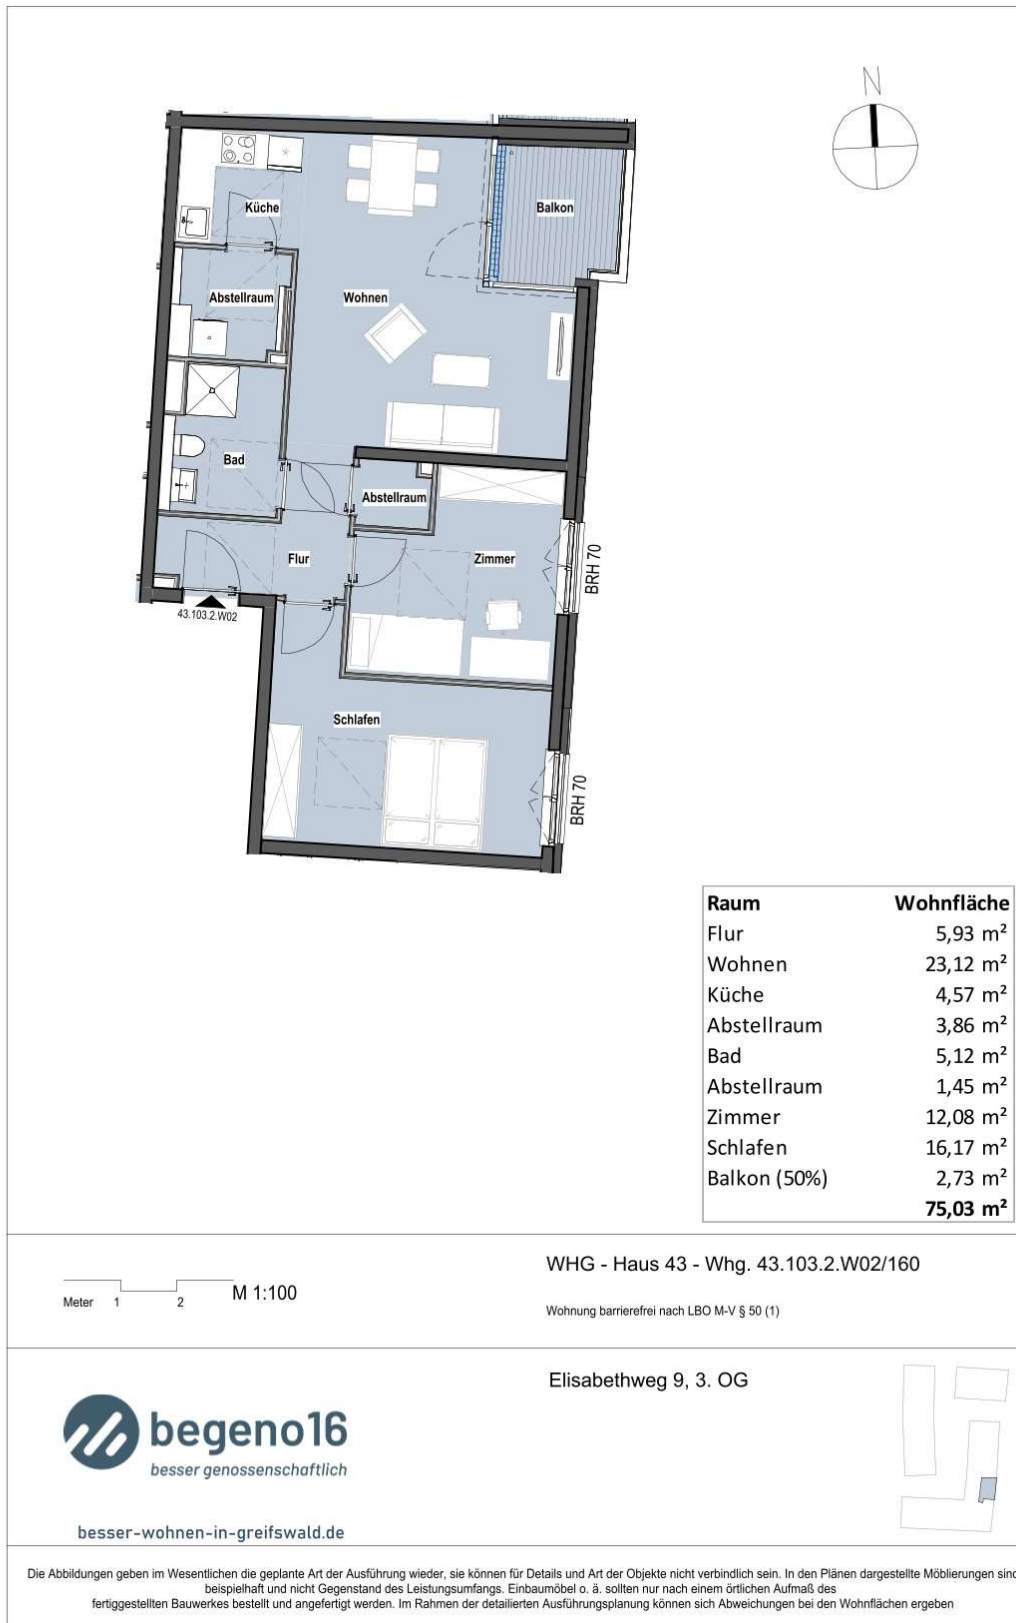 N
Küche
Balkon
Abstellraum
Wohnen
Bad
Abstellraum
Flur
Zimmer
BRH 70
43.103.2.W02
Schlafen
BRH 70
Raum Wohnfläche
Flur 5,93 m²
Wohnen 23,12 m²
Küche 4,57 m²
Abstellraum 3,86 m²
Bad 5,12 m²
Abstellraum 1,45 m²
Zimmer 12,08 m²
Schlafen 16,17 m²
Balkon (50%) 2,73 m²
75,03 m²
WHG - Haus 43 - Whg. 43.103.2.W02/160
Meter 1 2 M 1:100
Wohnung barrierefrei nach LBO M-V § 50 (1)
Elisabethweg 9, 3. OG
begeno16
besser genossenschaftlich
besser-wohnen-in-greifswald.de
Die Abbildungen geben im Wesentlichen die geplante Art der Ausführung wieder, sie können für Details und Art der Objekte nicht verbindlich sein. In den Plänen dargestellte Möblierungen sind
beispielhaft und nicht Gegenstand des Leistungsumfangs. Einbaumöbel o. ä. sollten nur nach einem örtlichen Aufmaß des
fertiggestellten Bauwerkes bestellt und angefertigt werden. Im Rahmen der detailierten Ausführungsplanung können sich Abweichungen bei den Wohnflächen ergeben